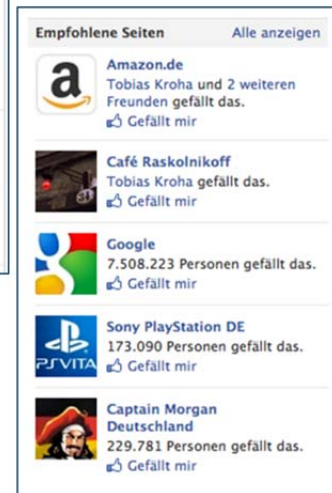 Empfohlene Seiten Alle anzeigen
a
Amazon.de
Tobias Kroha und 2 weiteren
Freunden gefällt das.
Gefällt mir
Café Raskolnikoff
Tobias Kroha gefällt das.
Gefällt mir
Google
7.508.223 Personen gefällt das.
Gefällt mir
PSVITA
Sony PlayStation DE
173.090 Personen gefällt das.
Gefällt mir
Captain Morgan
Deutschland
229.781 Personen gefällt das.
Gefällt mir